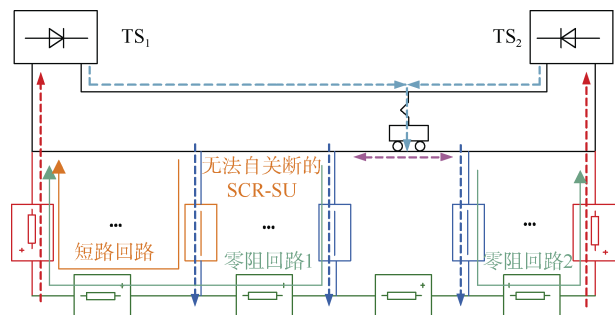 TS₁
TS₂
无法自关断的
SCR-SU
...
...
...
短路回路
零阻回路1
零阻回路2
+
+
+
+
+